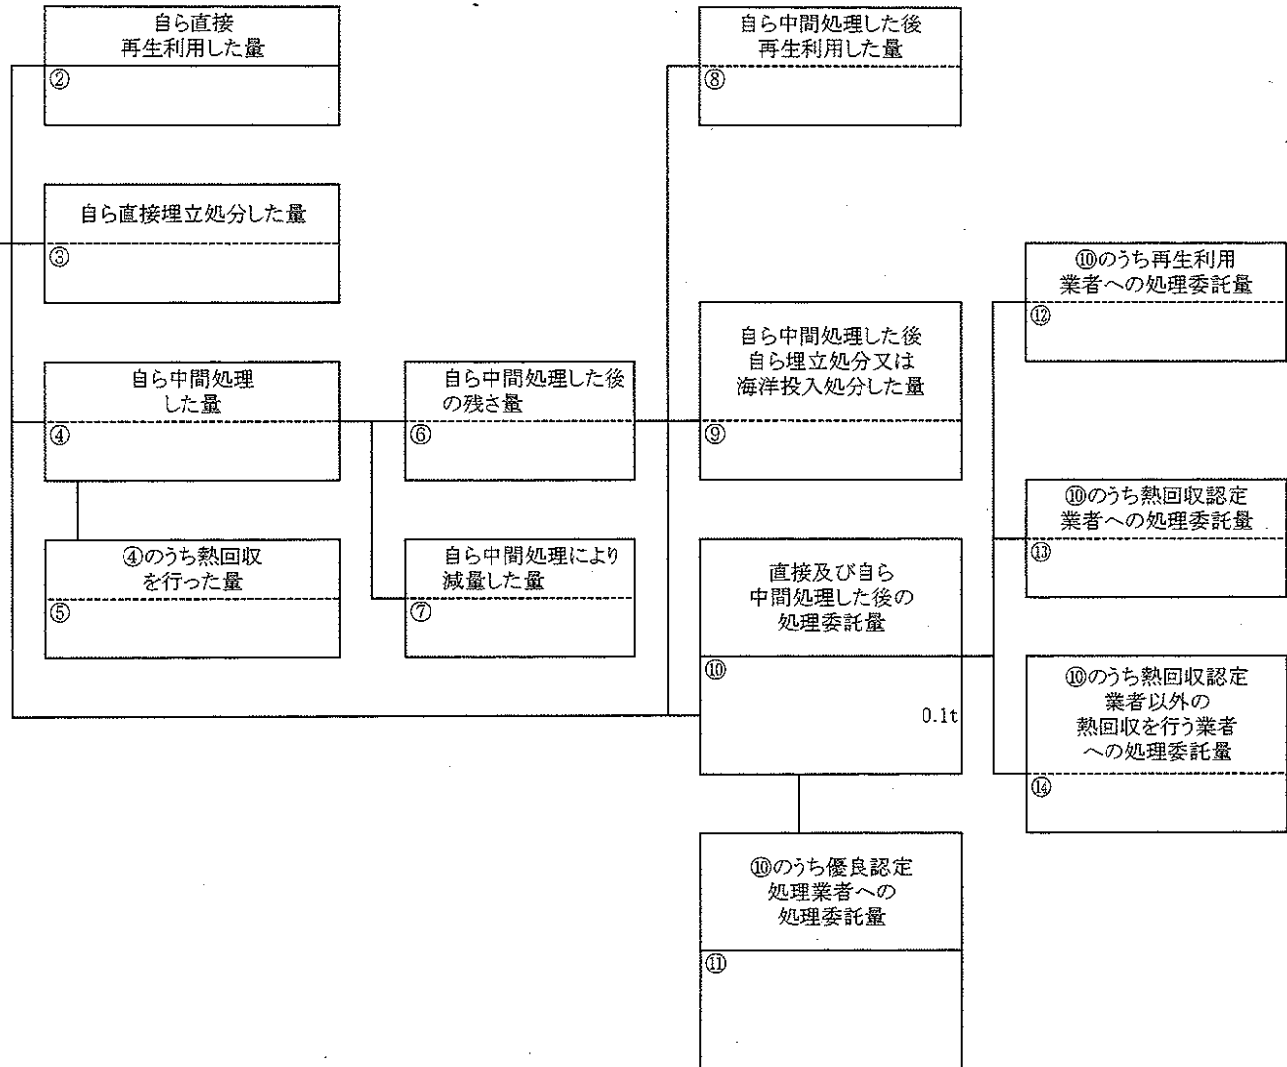 自ら直接
再生利用した量
②
自ら直接埋立処分した量
③
自ら中間処理
した量
④
④のうち熱回収
を行った量
⑤
自ら中間処理した後
の残さ量
⑥
自ら中間処理により
減量した量
⑦
自ら中間処理した後
再生利用した量
⑧
自ら中間処理した後
自ら埋立処分又は
海洋投入処分した量
⑨
直接及び自ら
中間処理した後の
処理委託量
⑩
0.1t
⑩のうち優良認定
処理業者への
処理委託量
⑪
⑩のうち再生利用
業者への処理委託量
⑫
⑩のうち熱回収認定
業者への処理委託量
⑬
⑩のうち熱回収認定
業者以外の
熱回収を行う業者
への処理委託量
⑭